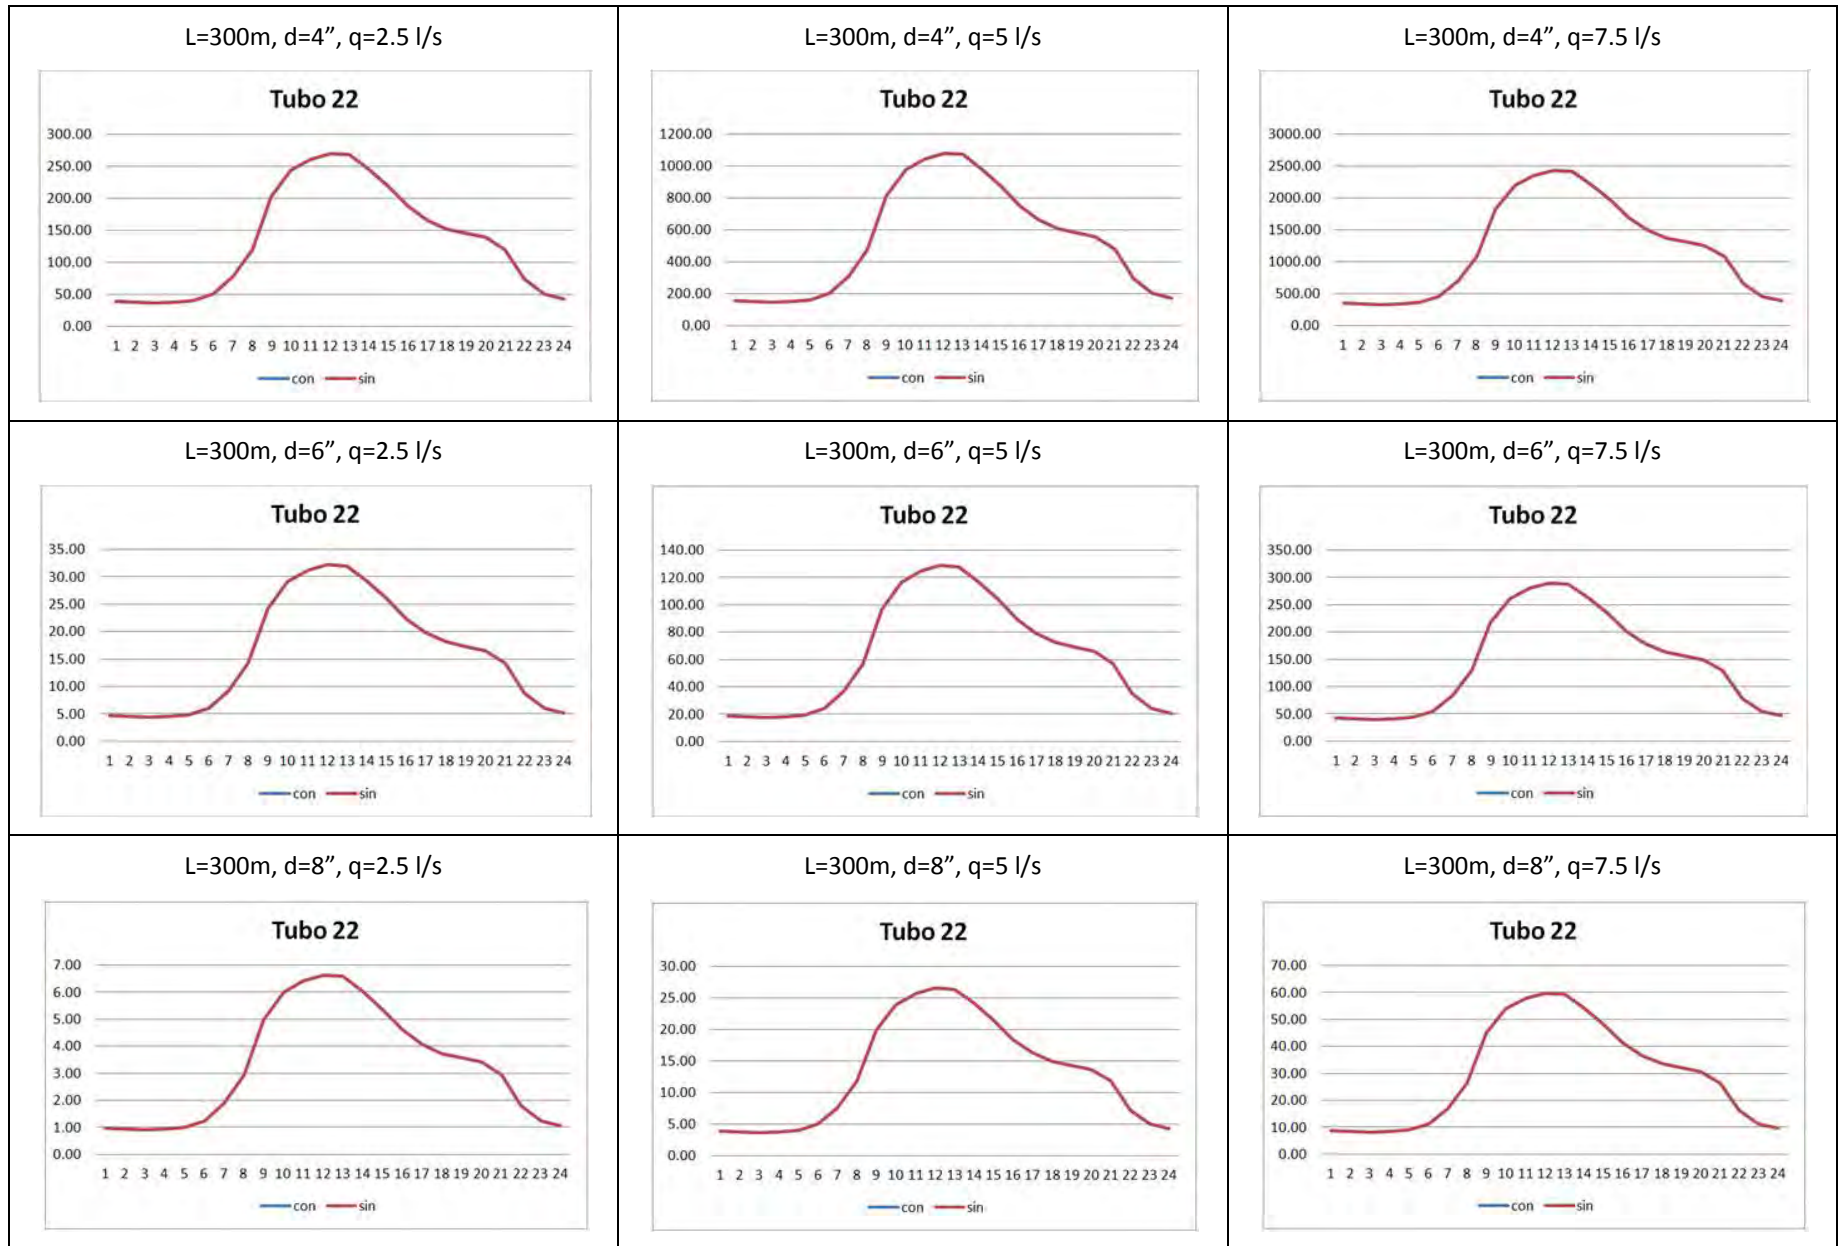 L=300m, d=4”, q=2.5 l/s
Tubo 22
300.00
250.00
200.00
150.00
100.00
50.00
0.00
1 2 3 4 5 6 7 8 9 10 11 12 13 14 15 16 17 18 19 20 21 22 23 24
con sin
L=300m, d=4”, q=5 l/s
Tubo 22
1200.00
1000.00
800.00
600.00
400.00
200.00
0.00
1 2 3 4 5 6 7 8 9 10 11 12 13 14 15 16 17 18 19 20 21 22 23 24
con sin
L=300m, d=4”, q=7.5 l/s
Tubo 22
3000.00
2500.00
2000.00
1500.00
1000.00
500.00
0.00
1 2 3 4 5 6 7 8 9 10 11 12 13 14 15 16 17 18 19 20 21 22 23 24
con sin
L=300m, d=6”, q=2.5 l/s
Tubo 22
35.00
30.00
25.00
20.00
15.00
10.00
5.00
0.00
1 2 3 4 5 6 7 8 9 10 11 12 13 14 15 16 17 18 19 20 21 22 23 24
con sin
L=300m, d=6”, q=5 l/s
Tubo 22
140.00
120.00
100.00
80.00
60.00
40.00
20.00
0.00
1 2 3 4 5 6 7 8 9 10 11 12 13 14 15 16 17 18 19 20 21 22 23 24
con sin
L=300m, d=6”, q=7.5 l/s
Tubo 22
350.00
300.00
250.00
200.00
150.00
100.00
50.00
0.00
1 2 3 4 5 6 7 8 9 10 11 12 13 14 15 16 17 18 19 20 21 22 23 24
con sin
L=300m, d=8”, q=2.5 l/s
Tubo 22
7.00
6.00
5.00
4.00
3.00
2.00
1.00
0.00
1 2 3 4 5 6 7 8 9 10 11 12 13 14 15 16 17 18 19 20 21 22 23 24
con sin
L=300m, d=8”, q=5 l/s
Tubo 22
30.00
25.00
20.00
15.00
10.00
5.00
0.00
1 2 3 4 5 6 7 8 9 10 11 12 13 14 15 16 17 18 19 20 21 22 23 24
con sin
L=300m, d=8”, q=7.5 l/s
Tubo 22
70.00
60.00
50.00
40.00
30.00
20.00
10.00
0.00
1 2 3 4 5 6 7 8 9 10 11 12 13 14 15 16 17 18 19 20 21 22 23 24
con sin